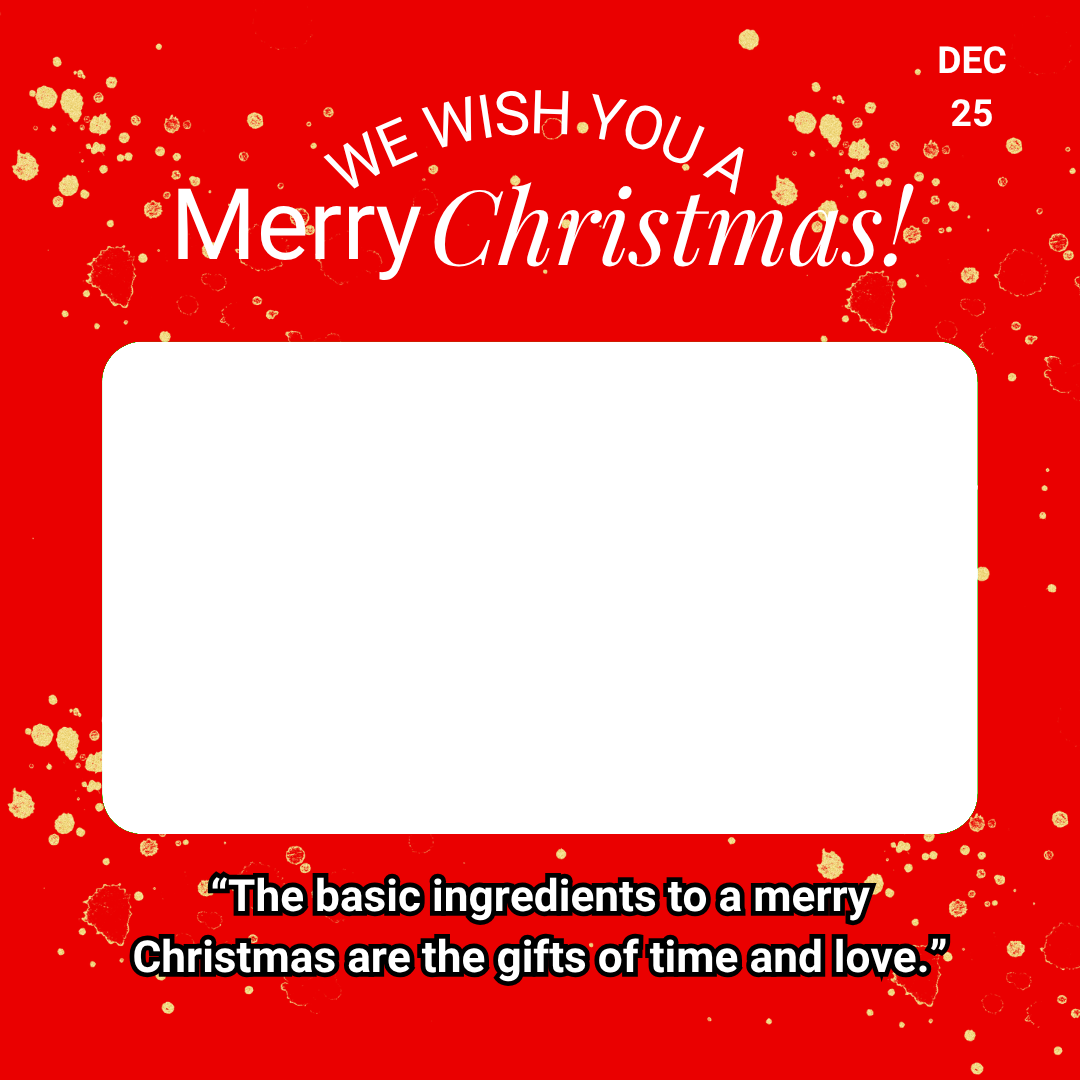 DEC
25
WE WISH YOU A
Merry Christmas!
“The basic ingredients to a merry
Christmas are the gifts of time and love.”